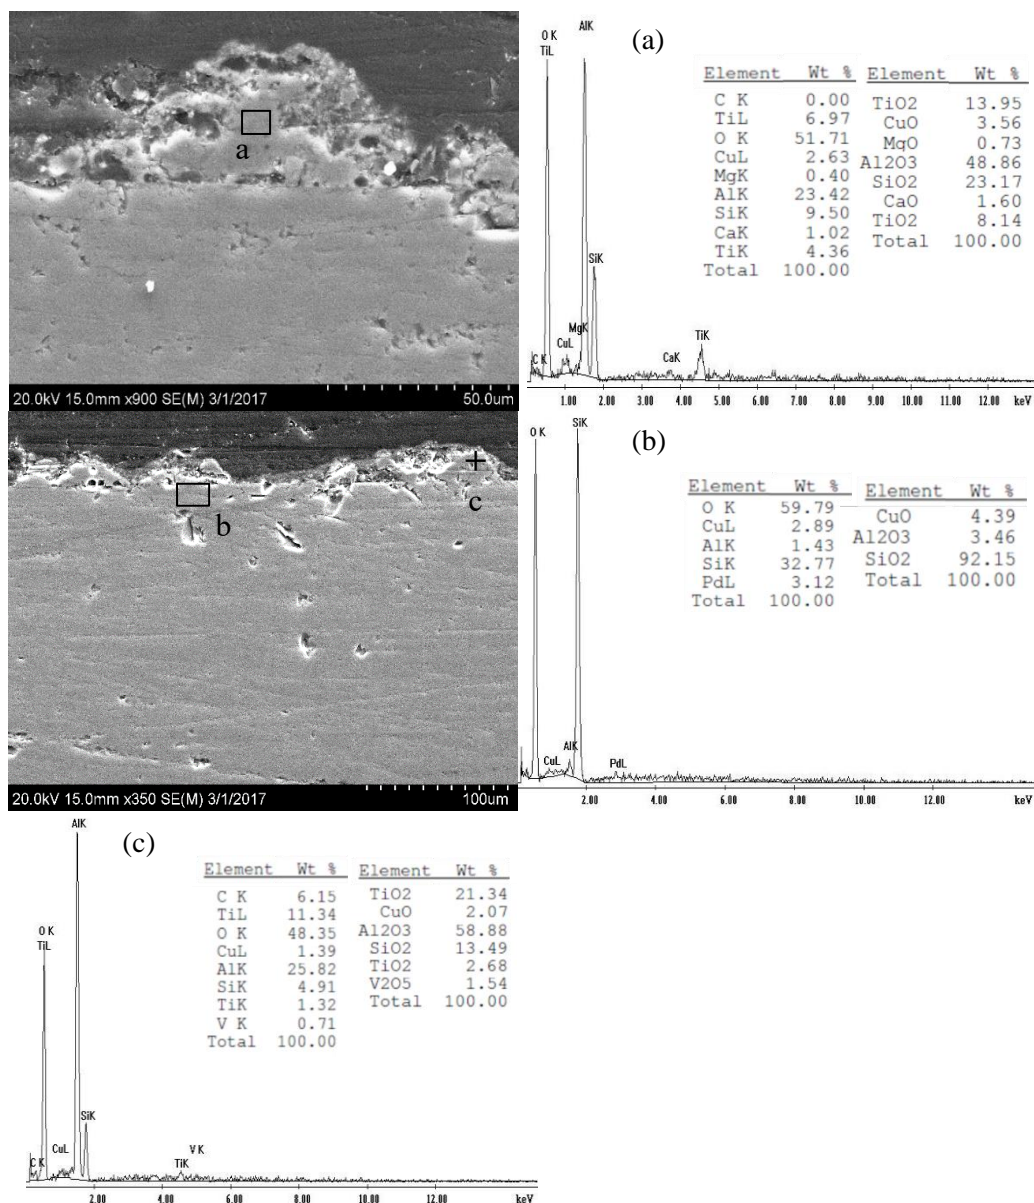 a
20.0kV 15.0mm x900 SE(M) 3/1/2017 50.0um
(a)
O K
TiL
AlK
SiK
MgK
CuL
C K
CaK
TiK
Element Wt %
C K 0.00
TiL 6.97
O K 51.71
CuL 2.63
MgK 0.40
AlK 23.42
SiK 9.50
CaK 1.02
TiK 4.36
Total 100.00
Element Wt %
TiO2 13.95
CuO 3.56
MgO 0.73
Al2O3 48.86
SiO2 23.17
CaO 1.60
TiO2 8.14
Total 100.00
1.00 2.00 3.00 4.00 5.00 6.00 7.00 8.00 9.00 10.00 11.00 12.00 keV
b
c
20.0kV 15.0mm x350 SE(M) 3/1/2017 100um
(b)
O K
SiK
CuL
AlK
PdL
Element Wt %
O K 59.79
CuL 2.89
AlK 1.43
SiK 32.77
PdL 3.12
Total 100.00
Element Wt %
CuO 4.39
Al2O3 3.46
SiO2 92.15
Total 100.00
2.00 4.00 6.00 8.00 10.00 12.00 keV
(c)
AlK
O K
TiL
SiK
CuL
C K
TiK
V K
Element Wt %
C K 6.15
TiL 11.34
O K 48.35
CuL 1.39
AlK 25.82
SiK 4.91
TiK 1.32
V K 0.71
Total 100.00
Element Wt %
TiO2 21.34
CuO 2.07
Al2O3 58.88
SiO2 13.49
TiO2 2.68
V2O5 1.54
Total 100.00
2.00 4.00 6.00 8.00 10.00 12.00 14.00 keV